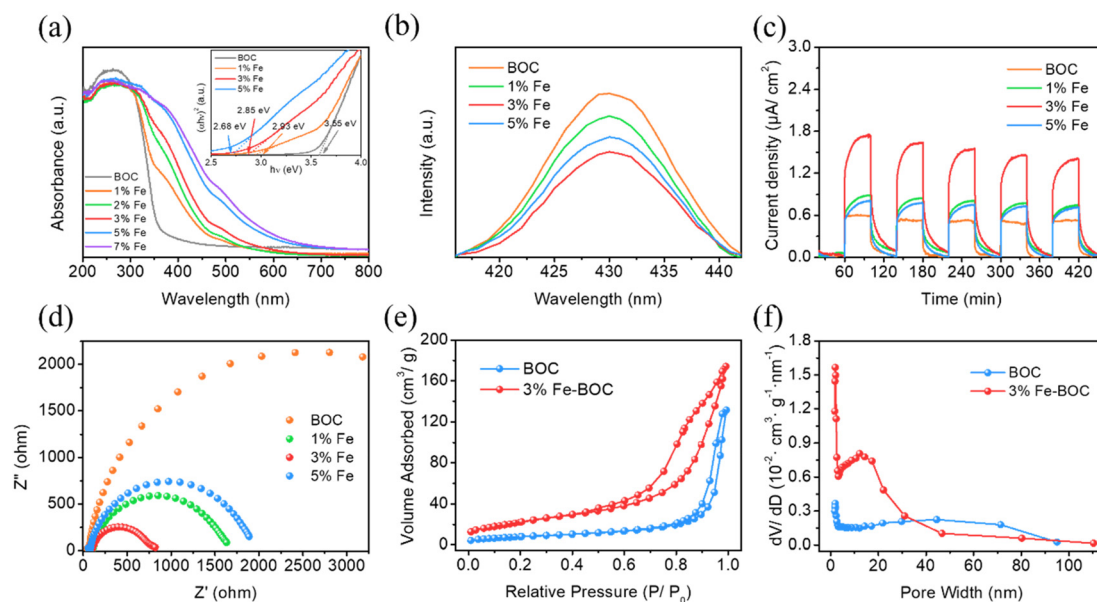 (a)
Absorbance (a.u.)
BOC
1% Fe
2% Fe
3% Fe
5% Fe
7% Fe
200 300 400 500 600 700 800
Wavelength (nm)
(αhν)² (a.u.)
BOC
1% Fe
3% Fe
5% Fe
2.85 eV
2.68 eV
2.93 eV
3.55 eV
2.5 3.0 3.5 4.0
hν (eV)
(b)
Intensity (a.u.)
BOC
1% Fe
3% Fe
5% Fe
420 430 440
Wavelength (nm)
(c)
Current density (μA/ cm²)
3.0
2.4
1.8
1.2
0.6
0.0
BOC
1% Fe
3% Fe
5% Fe
60 120 180 240 300 360 420
Time (min)
(d)
Z" (ohm)
2000
1500
1000
500
0
BOC
1% Fe
3% Fe
5% Fe
0 500 1000 1500 2000 2500 3000
Z' (ohm)
(e)
Volume Adsorbed (cm³/ g)
200
160
120
80
40
0
BOC
3% Fe-BOC
0.0 0.2 0.4 0.6 0.8 1.0
Relative Pressure (P/ P₀)
(f)
dV/ dD (10⁻²· cm³· g⁻¹·nm⁻¹)
1.8
1.5
1.2
0.9
0.6
0.3
0.0
BOC
3% Fe-BOC
0 20 40 60 80 100
Pore Width (nm)